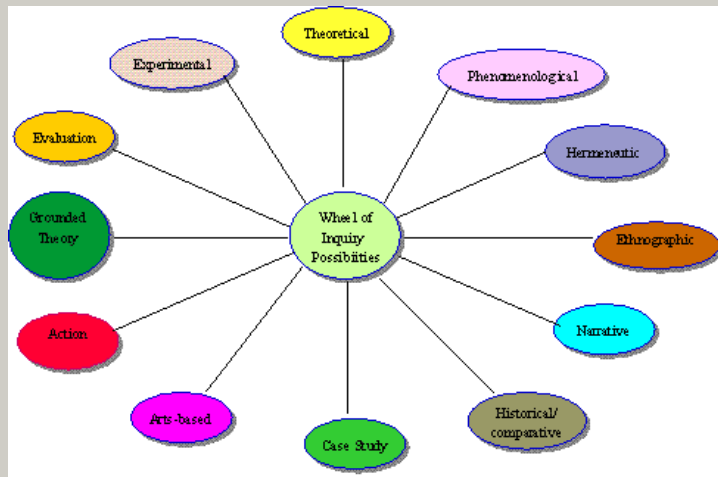 Theoretical
Experimental
Phenomenological
Evaluation
Hermeneutic
Grounded
Theory
Wheel of
Inquiry
Possibiities
Ethnographic
Action
Narrative
Arts-based
Case Study
Historical/
comparative